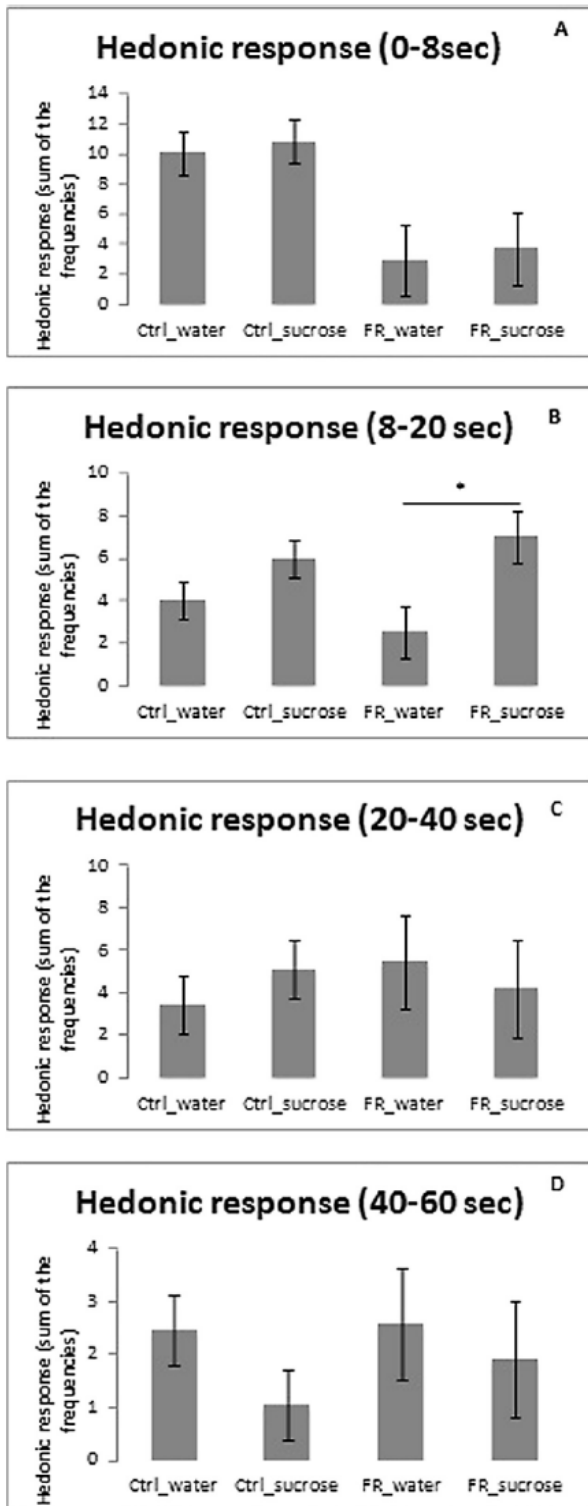 A
Hedonic response (0-8sec)
Hedonic response (sum of the
frequencies)
14
12
10
8
6
4
2
0
Ctrl_water Ctrl_sucrose FR_water FR_sucrose
B
Hedonic response (8-20 sec)
Hedonic response (sum of the
frequencies)
10
8
6
4
2
0
*
Ctrl_water Ctrl_sucrose FR_water FR_sucrose
C
Hedonic response (20-40 sec)
Hedonic response (sum of the
frequencies)
10
8
6
4
2
0
Ctrl_water Ctrl_sucrose FR_water FR_sucrose
D
Hedonic response (40-60 sec)
Hedonic response (sum of the
frequencies)
4
3
2
1
0
Ctrl_water Ctrl_sucrose FR_water FR_sucrose